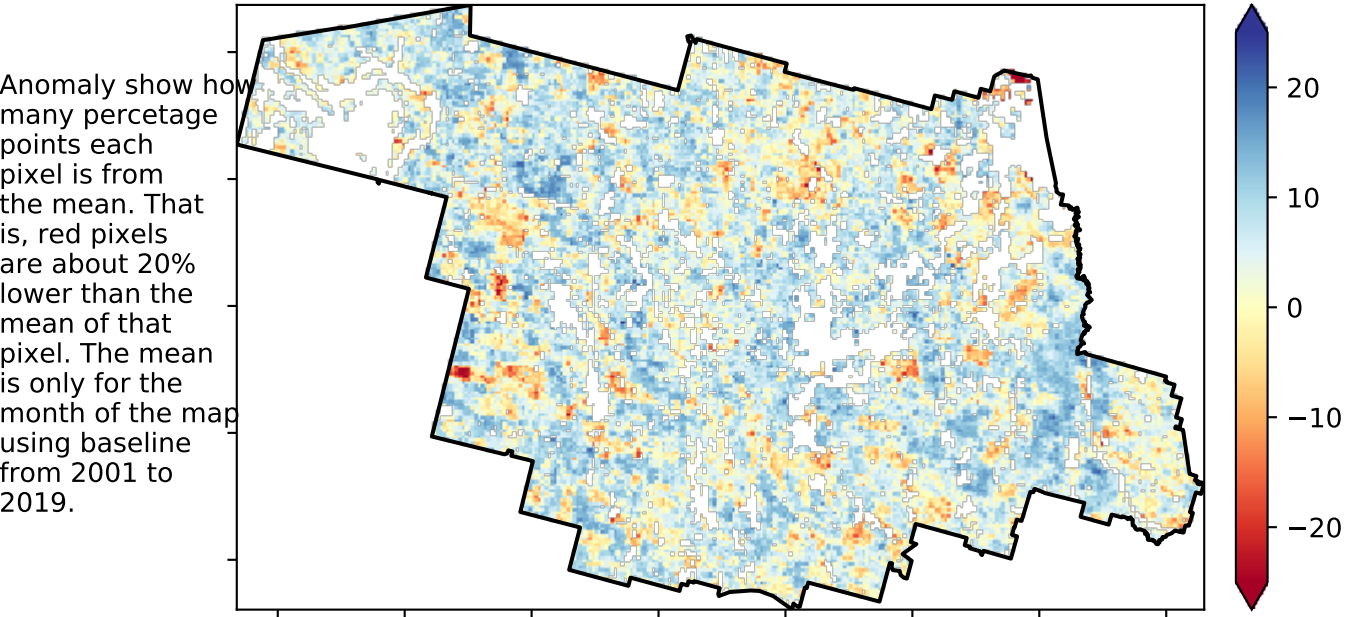 Anomaly show how
many percetage
points each
pixel is from
the mean. That
is, red pixels
are about 20%
lower than the
mean of that
pixel. The mean
is only for the
month of the map
using baseline
from 2001 to
2019.
20
10
0
−10
−20